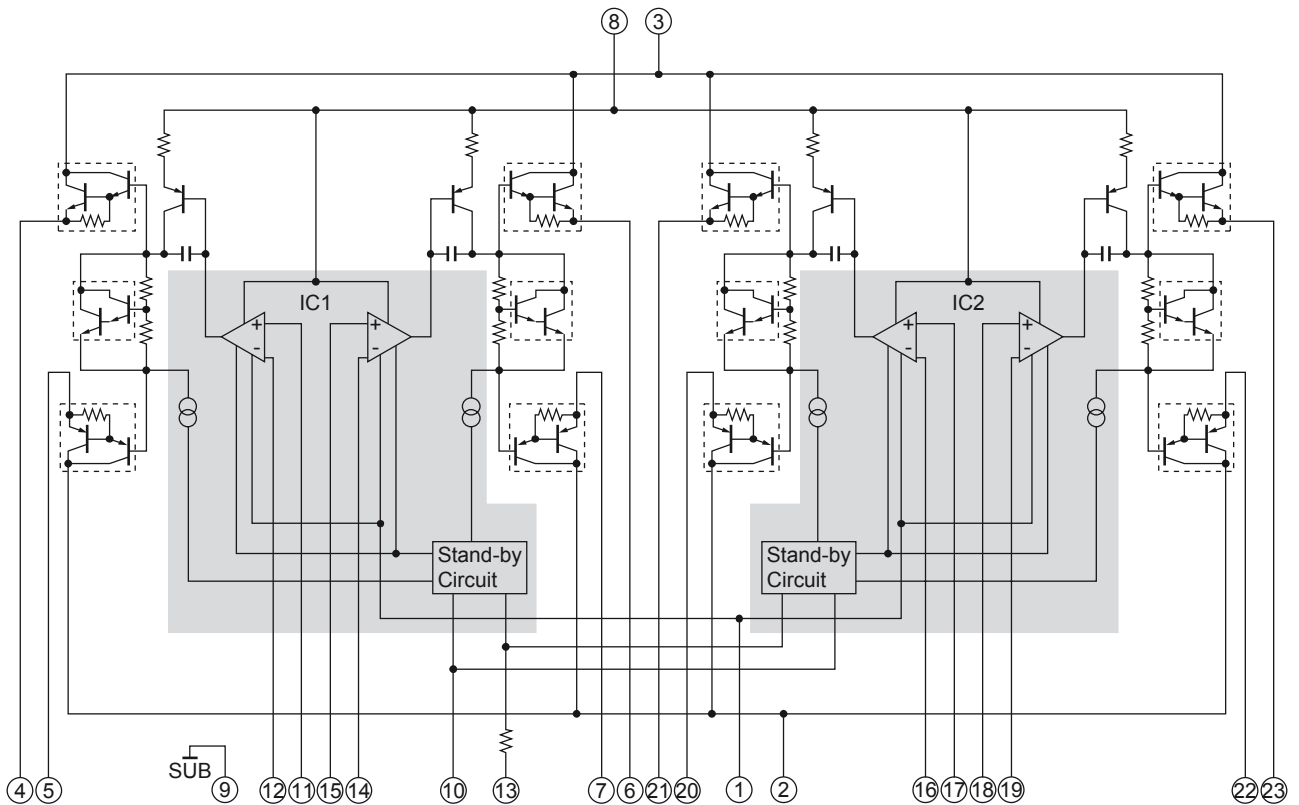 8 3
IC1 IC2
+ + + +
- - - -
Stand-by
Circuit
Stand-by
Circuit
SUB
4 5 9 12 11 15 14 10 13 7 6 21 20 1 2 16 17 18 19 22 23